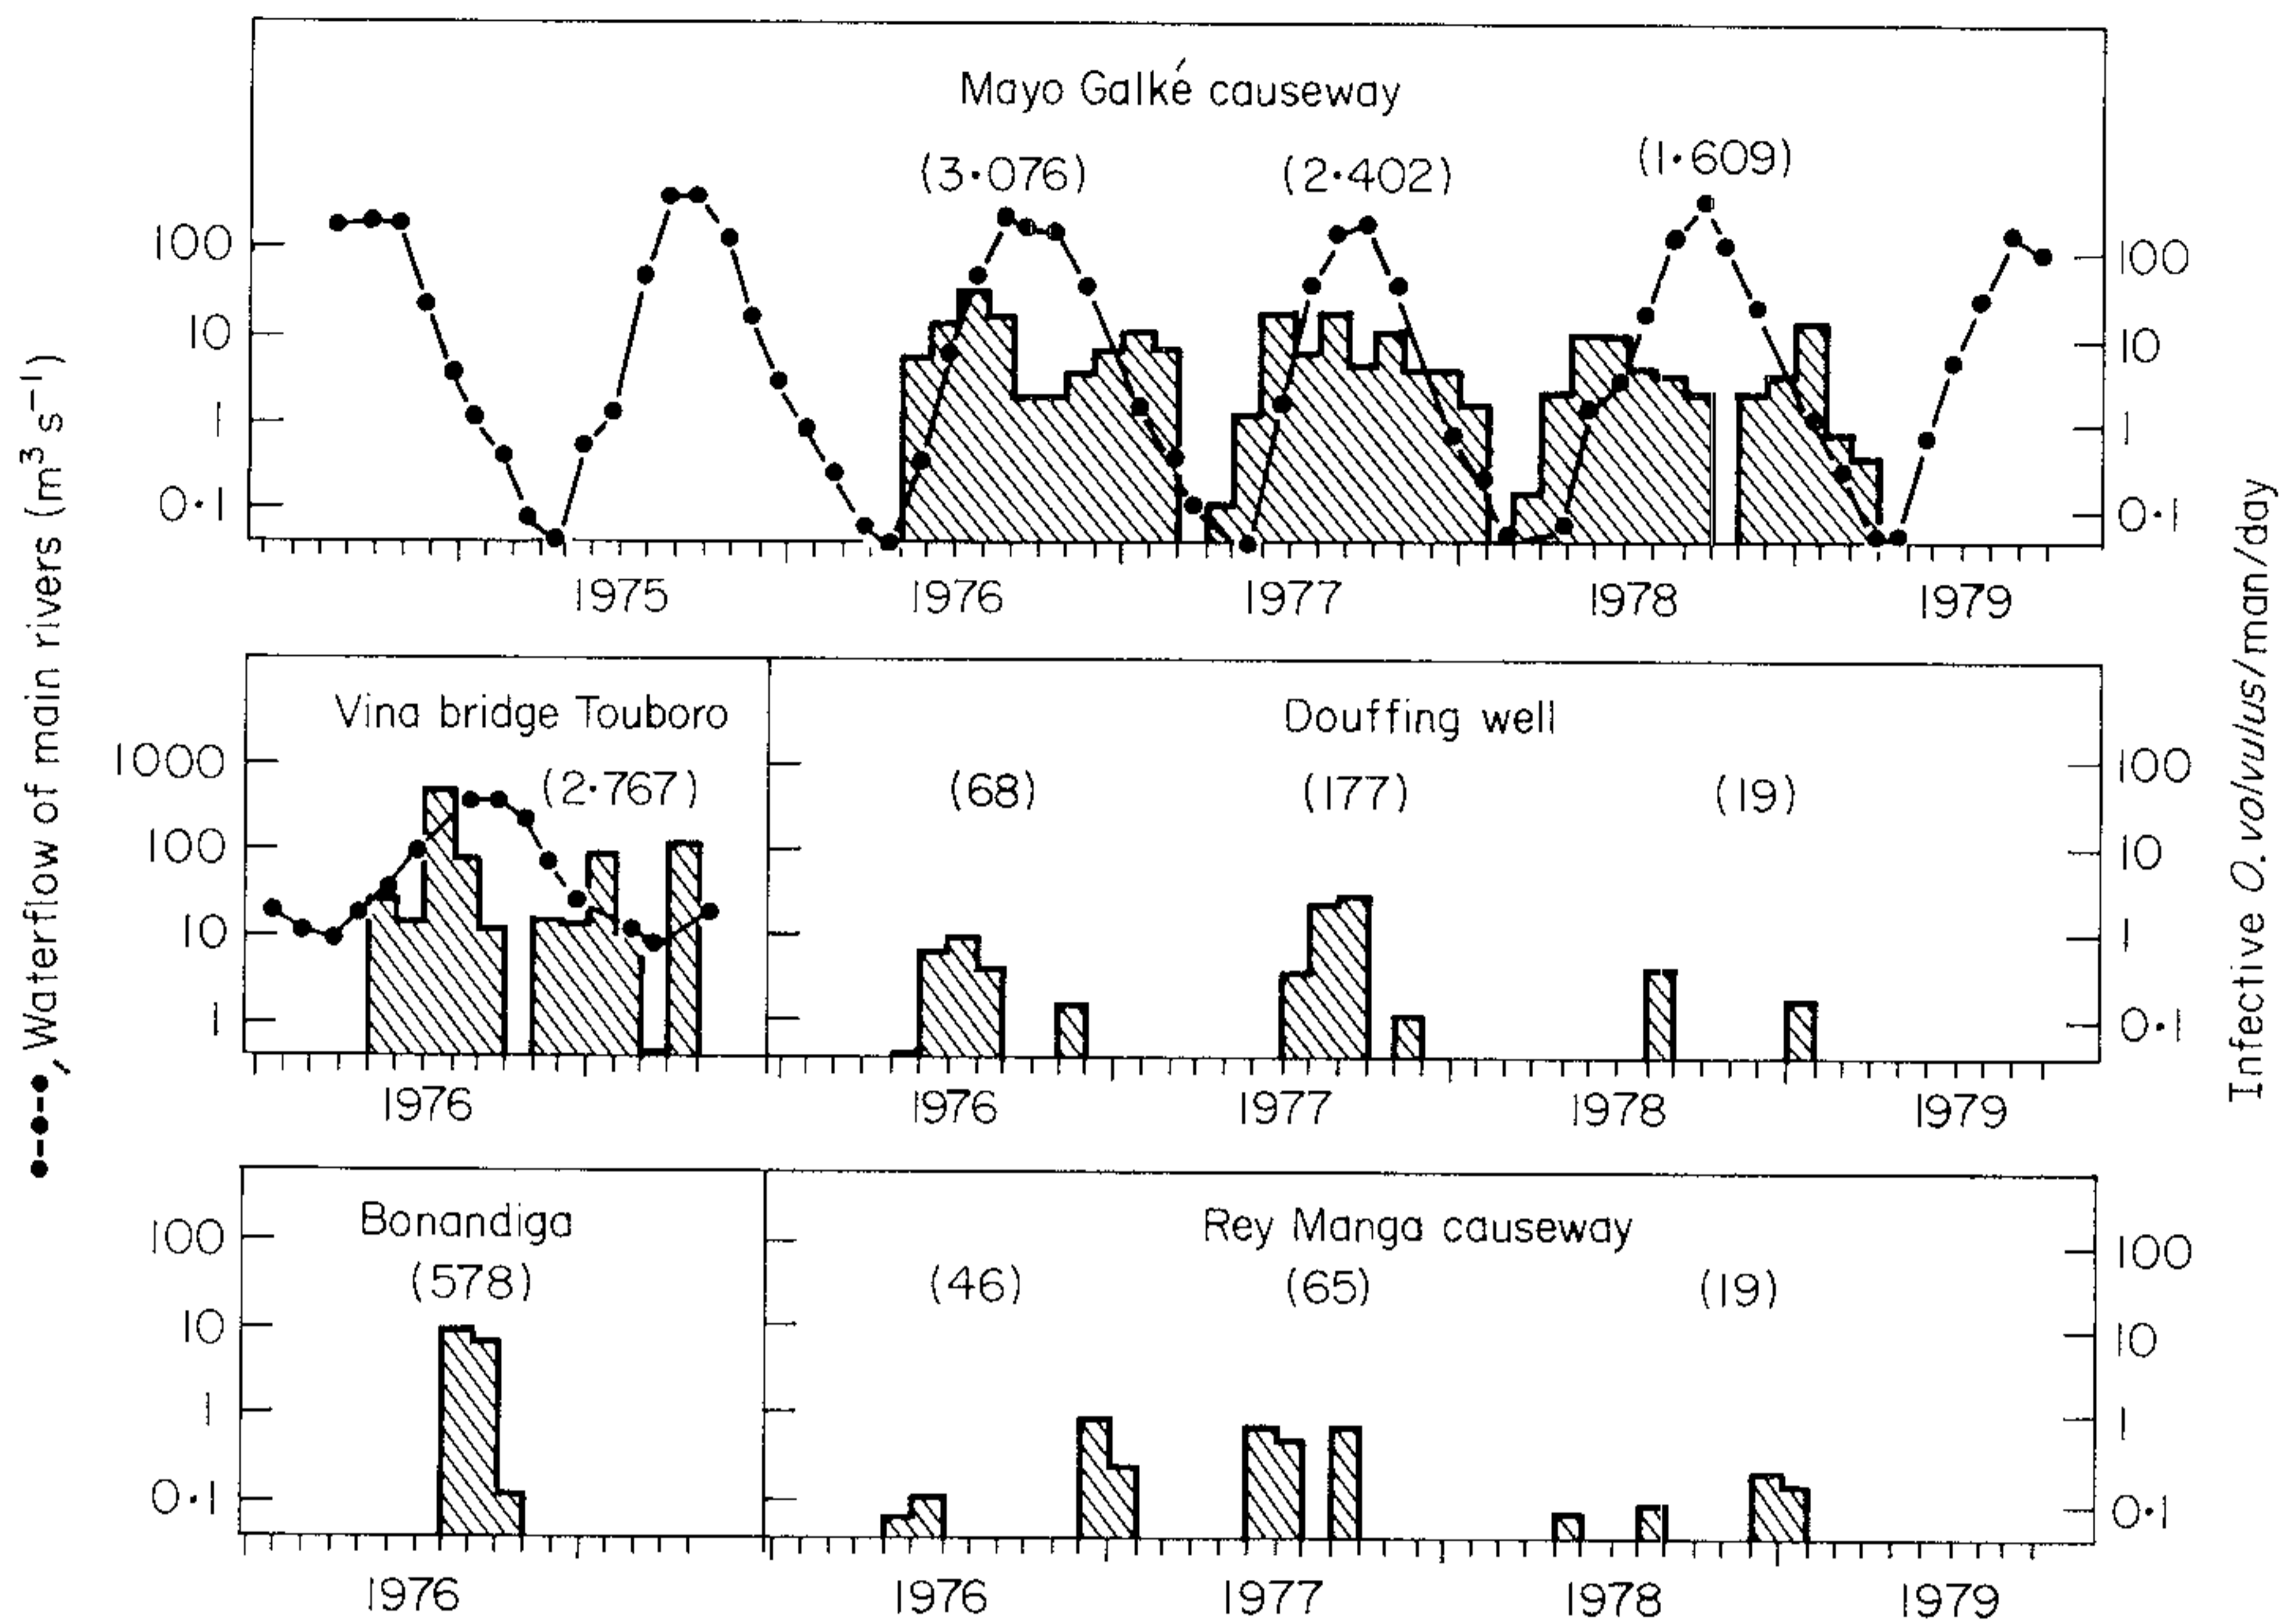 Mayo Galké causeway
(3·076) (2·402) (1·609)
100 100
10 10
1 1
0·1 0·1
1975 1976 1977 1978 1979
Vina bridge Touboro Douffing well
(2·767) (68) (177) (19)
1000 100
100 10
10 1
1 0·1
1976 1976 1977 1978 1979
Bonandiga Rey Manga causeway
(578) (46) (65) (19)
100 100
10 10
1 1
0·1 0·1
1976 1976 1977 1978 1979
●--●-●, Waterflow of main rivers (m³ s⁻¹)
Infective O. volvulus/man/day